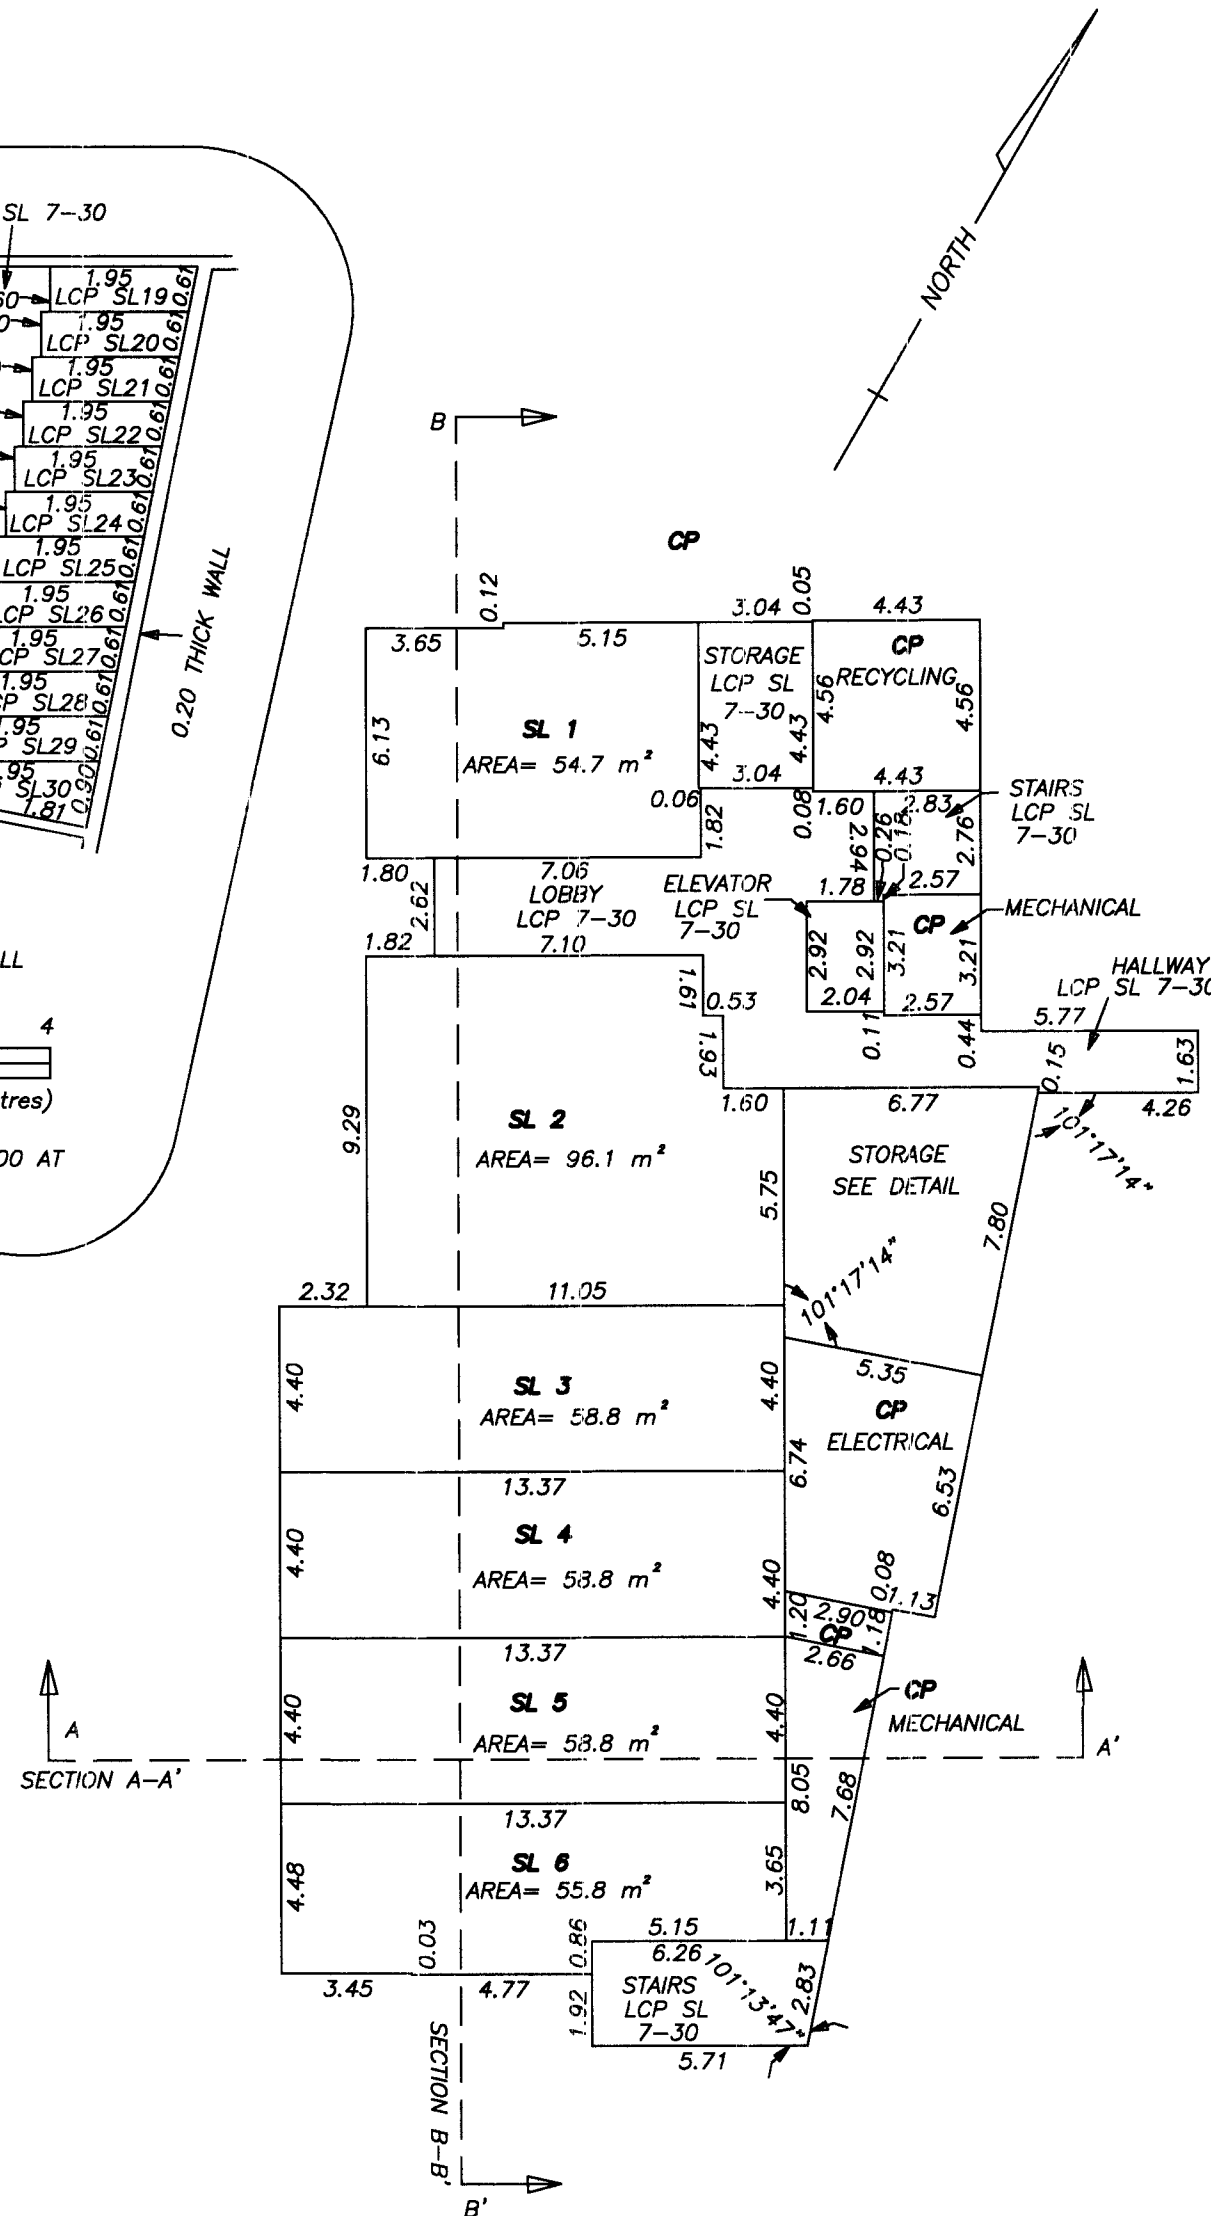 NORTH
SL 7-30
60
0
1.95
LCP SL19
0.61
1.95
LCP SL20
0.61
1.95
LCP SL21
0.61
1.95
LCP SL22
0.61
1.95
LCP SL23
0.61
1.95
LCP SL24
0.61
1.95
LCP SL25
0.61
1.95
CP SL26
0.61
1.95
CP SL27
0.61
1.95
P SL28
0.61
.95
P SL29
0.61
.95
SL30
0.90
1.81
0.20 THICK WALL
LL
4
tres)
00 AT
B
CP
0.12
3.65
5.15
3.04
0.05
4.43
6.13
SL 1
AREA= 54.7 m²
STORAGE
LCP SL
7-30
4.43
4.43
3.04
CP
RECYCLING
4.56
4.56
4.43
0.06
1.82
0.08
1.60
2.94
0.26
0.18
2.83
2.76
STAIRS
LCP SL
7-30
1.80
7.06
2.62
LOBBY
LCP 7-30
1.82
7.10
ELEVATOR
LCP SL
7-30
1.78
2.57
2.92
2.92
2.04
3.21
CP
MECHANICAL
3.21
2.57
0.11
0.44
1.61
0.53
1.93
HALLWAY
LCP SL 7-30
5.77
0.15
1.63
4.26
1.60
6.77
101°17'14"
9.29
SL 2
AREA= 96.1 m²
5.75
STORAGE
SEE DETAIL
7.80
101°17'14"
2.32
11.05
5.35
4.40
SL 3
AREA= 58.8 m²
4.40
CP
ELECTRICAL
6.74
6.53
13.37
4.40
SL 4
AREA= 58.8 m²
4.40
0.08
1.13
1.20
2.90
CP
1.18
2.66
13.37
4.40
SL 5
AREA= 58.8 m²
4.40
CP
MECHANICAL
A
SECTION A-A'
A'
8.05
7.68
13.37
4.48
SL 6
AREA= 55.8 m²
3.65
0.03
0.86
5.15
1.11
3.45
4.77
6.26
101°13'47"
2.83
1.92
STAIRS
LCP SL
7-30
5.71
SECTION B-B'
B'